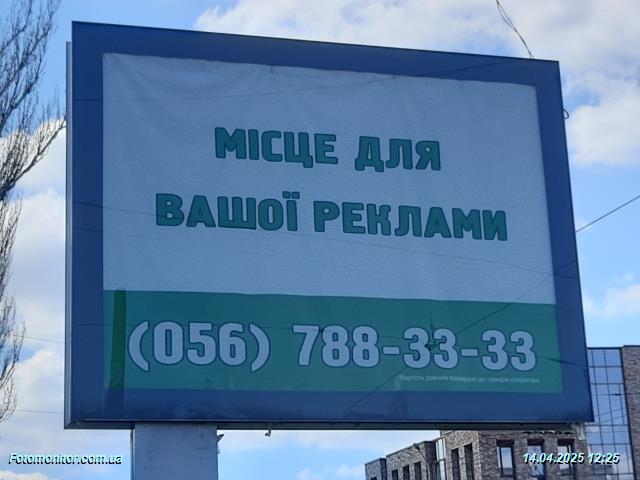 МІСЦЕ ДЛЯ
ВАШОЇ РЕКЛАМИ
(056) 788-33-33
*Вартість дзвінків відповідно до тарифів оператора
Fotomonitor.com.ua
14.04.2025 12:25